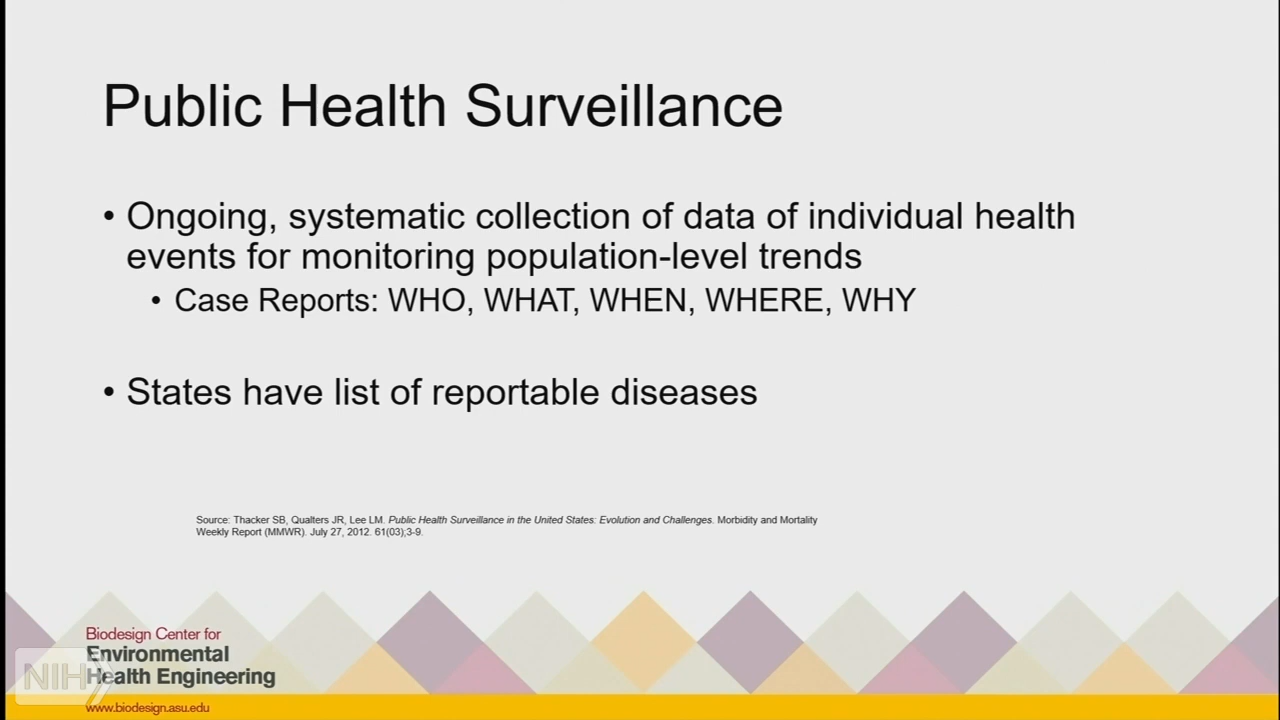 Public Health Surveillance
• Ongoing, systematic collection of data of individual health
events for monitoring population-level trends
• Case Reports: WHO, WHAT, WHEN, WHERE, WHY
• States have list of reportable diseases
Source: Thacker SB, Qualters JR, Lee LM. Public Health Surveillance in the United States: Evolution and Challenges. Morbidity and Mortality
Weekly Report (MMWR). July 27, 2012. 61(03);3-9.
Biodesign Center for
Environmental
Health Engineering
NIH
www.biodesign.asu.edu